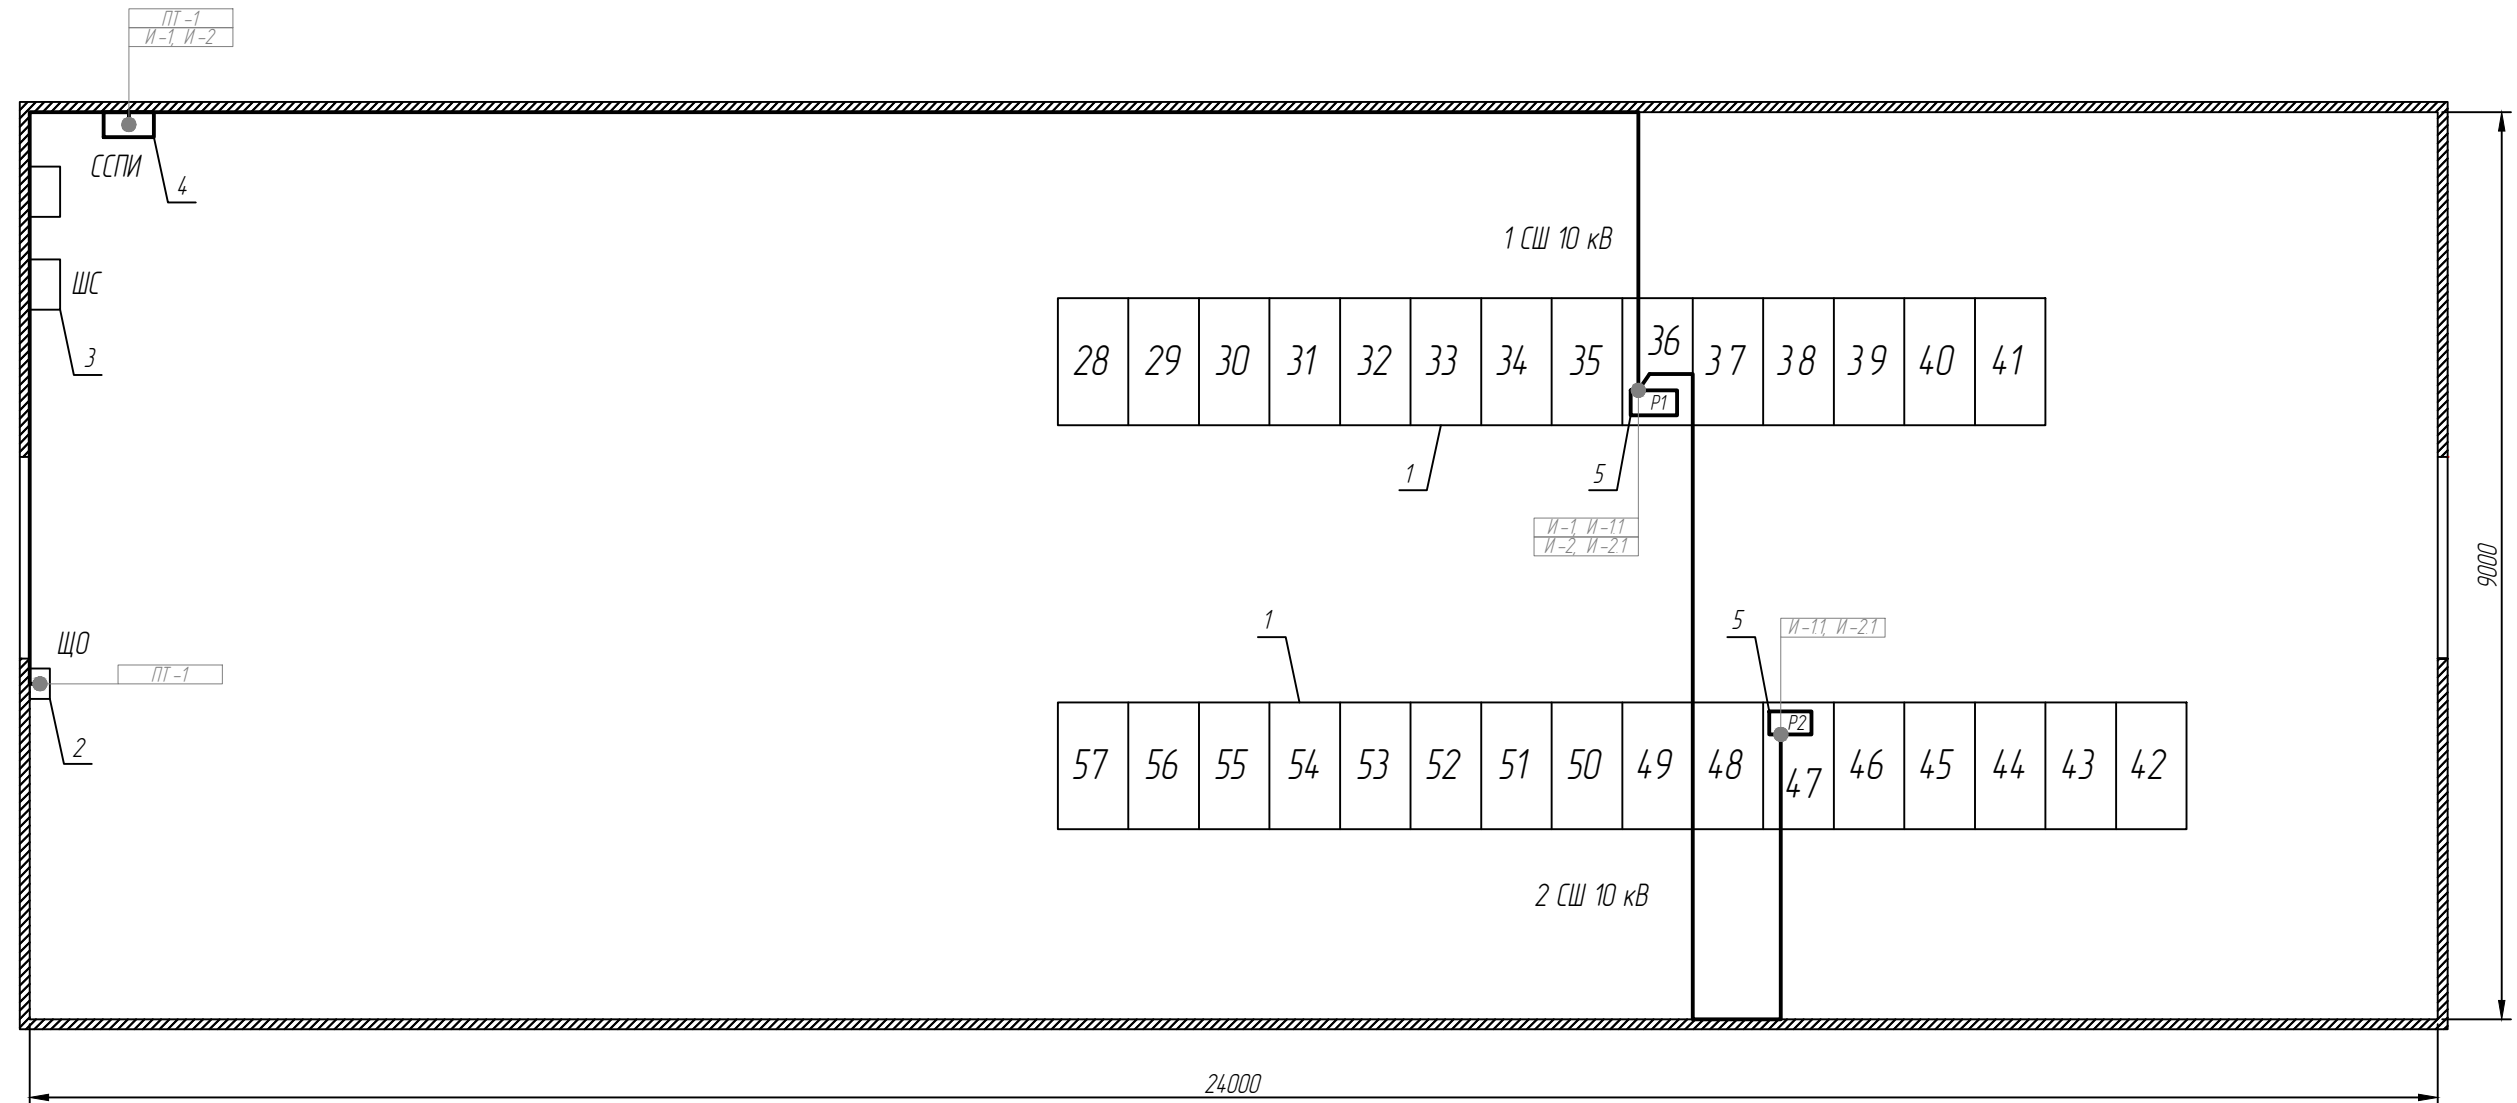 ПТ-1
И-1, И-2
ССПИ
4
ШС
3
1 СШ 10 кВ
28 29 30 31 32 33 34 35 36 37 38 39 40 41
Р1
1
5
И-1, И-1.1
И-2, И-2.1
9000
ЩО
ПТ-1
2
1
5
И-1.1, И-2.1
Р2
57 56 55 54 53 52 51 50 49 48 47 46 45 44 43 42
2 СШ 10 кВ
24000